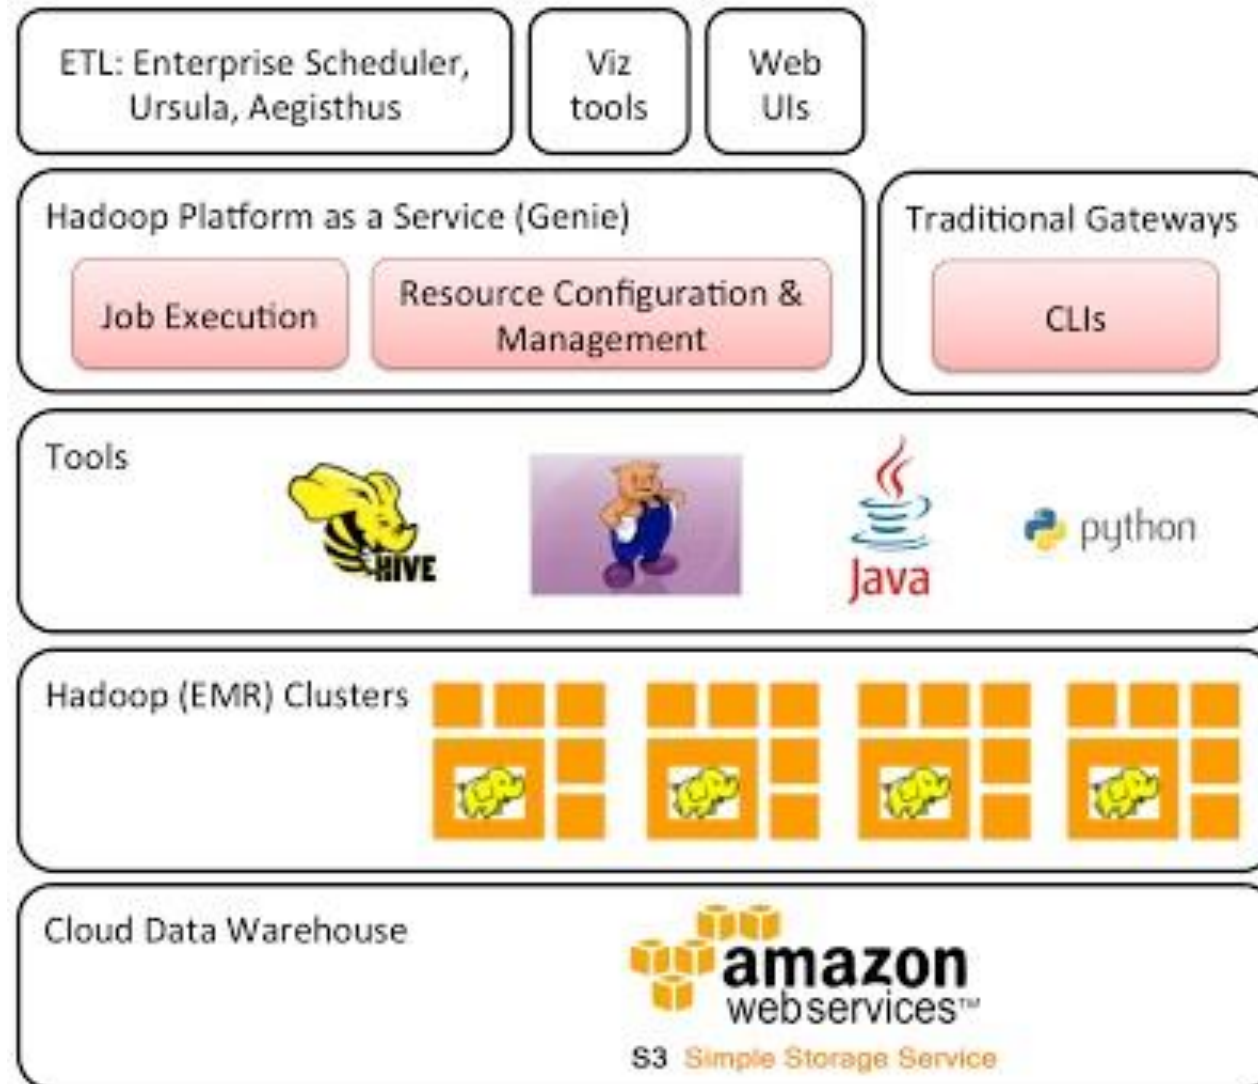 ETL: Enterprise Scheduler,
Ursula, Aegisthus
Viz
tools
Web
UIs
Hadoop Platform as a Service (Genie)
Job Execution
Resource Configuration &
Management
Traditional Gateways
CLIs
Tools
HIVE
Java
python
Hadoop (EMR) Clusters
Cloud Data Warehouse
amazon
webservices™
S3 Simple Storage Service